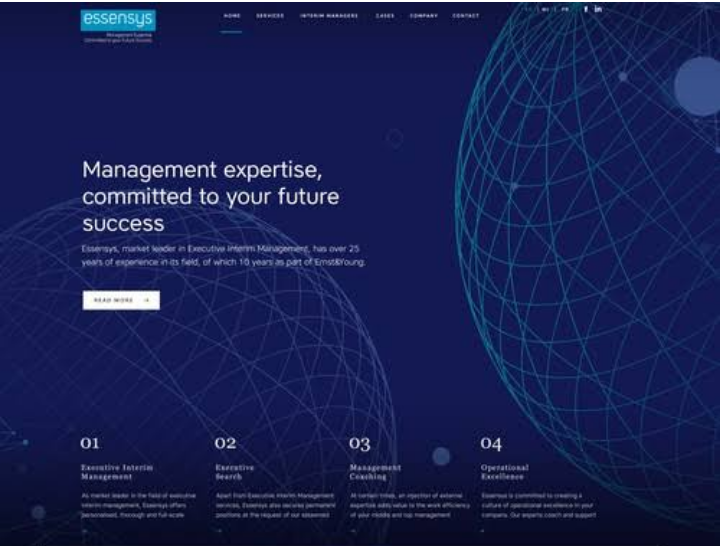 essensys
Management Expertise
committed to your Future Success
HOME SERVICES INTERIM MANAGERS CASES COMPANY CONTACT
NL FR
f in
Management expertise,
committed to your future
success
Essensys, market leader in Executive Interim Management, has over 25
years of experience in its field, of which 10 years as part of Ernst&Young.
READ MORE →
01 02 03 04
Executive Interim
Management
As market leader in the field of executive
interim management, Essensys offers
personalised, thorough and full-scale
Executive
Search
Apart from Executive Interim Management
services, Essensys also secures permanent
positions at the request of our esteemed
Management
Coaching
At certain times, an injection of external
expertise adds value to the work efficiency
of your middle and top management
Operational
Excellence
Essensys is committed to creating a
culture of operational excellence in your
company. Our experts coach and support